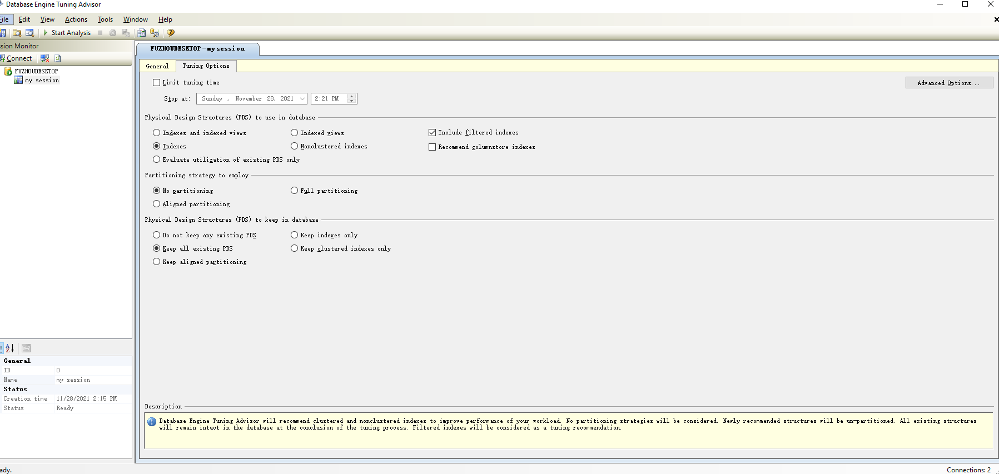 Database Engine Tuning Advisor
File Edit View Actions Tools Window Help
Start Analysis
ssion Monitor
Connect
FUZHOUDESKTOP
my session
FUZHOUDESKTOP - my session
General Tuning Options
Limit tuning time
Advanced Options...
Stop at: Sunday , November 28, 2021 2:21 PM
Physical Design Structures (PDS) to use in database
Indexes and indexed views Indexed views Include filtered indexes
Indexes Nonclustered indexes Recommend columnstore indexes
Evaluate utilization of existing PDS only
Partitioning strategy to employ
No partitioning Full partitioning
Aligned partitioning
Physical Design Structures (PDS) to keep in database
Do not keep any existing PDS Keep indexes only
Keep all existing PDS Keep clustered indexes only
Keep aligned partitioning
General
ID 0
Name my session
Status
Creation time 11/28/2021 2:15 PM
Status Ready
Description
Database Engine Tuning Advisor will recommend clustered and nonclustered indexes to improve performance of your workload. No partitioning strategies will be considered. Newly recommended structures will be un-partitioned. All existing structures
will remain intact in the database at the conclusion of the tuning process. Filtered indexes will be considered as a tuning recommendation.
ady.
Connections: 2